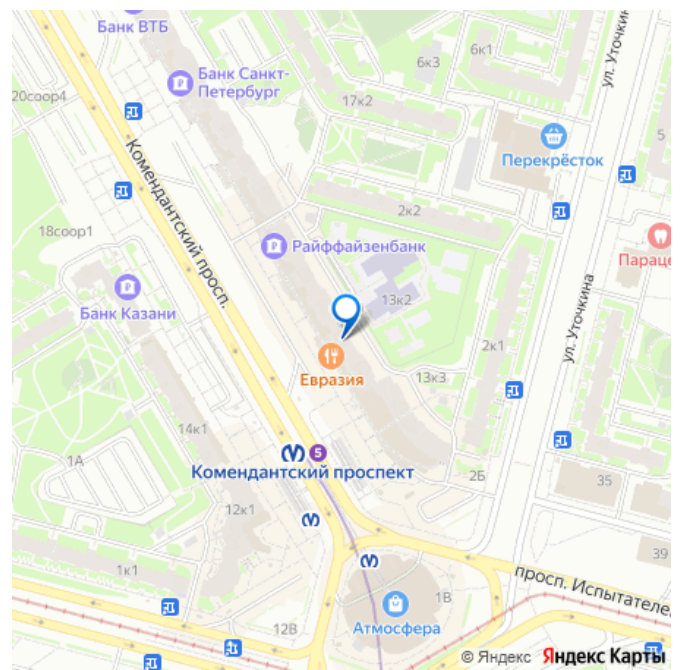 Банк ВТБ
Банк Санкт-
Петербург
6к3
6к1
ул. Уточкина
20соор4
17к2
5
Перекрёсток
Комендантский просп.
2к2
18соор1
Райффайзенбанк
Параце
Банк Казани
13к2
ул. Уточкина
2к1
Евразия
13к3
14к1
5
1А
Комендантский проспект
2Б
35
12к1
39
1к1
просп. Испытателе
1В
12В
Атмосфера
© Яндекс Яндекс Карты